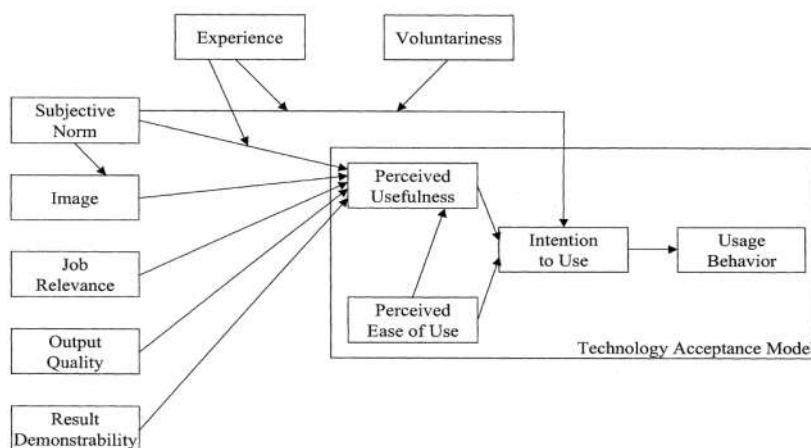 Experience
Voluntariness
Subjective
Norm
Image
Job
Relevance
Output
Quality
Result
Demonstrability
Perceived
Usefulness
Perceived
Ease of Use
Intention
to Use
Usage
Behavior
Technology Acceptance Model